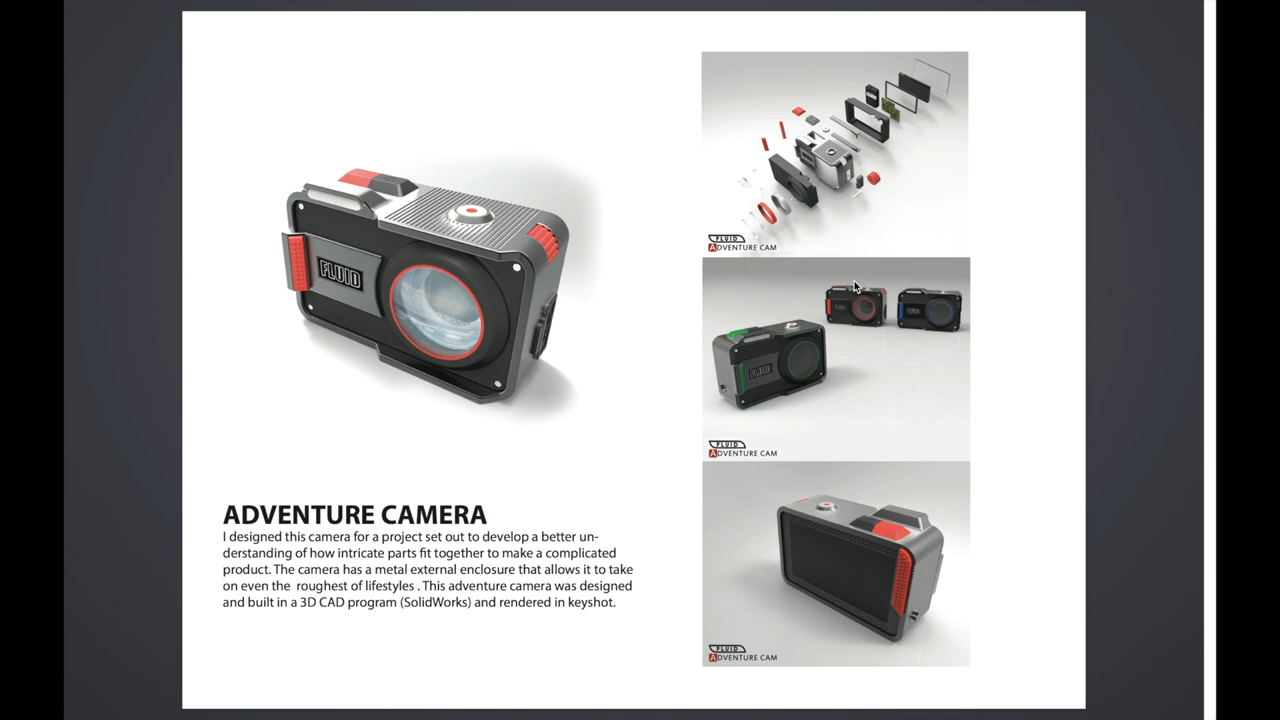 FLUID
ADVENTURE CAMERA
I designed this camera for a project set out to develop a better un-
derstanding of how intricate parts fit together to make a complicated
product. The camera has a metal external enclosure that allows it to take
on even the  roughest of lifestyles . This adventure camera was designed
and built in a 3D CAD program (SolidWorks) and rendered in keyshot.
FLUID
ADVENTURE CAM
FLUID
FLUID
ADVENTURE CAM
FLUID
ADVENTURE CAM